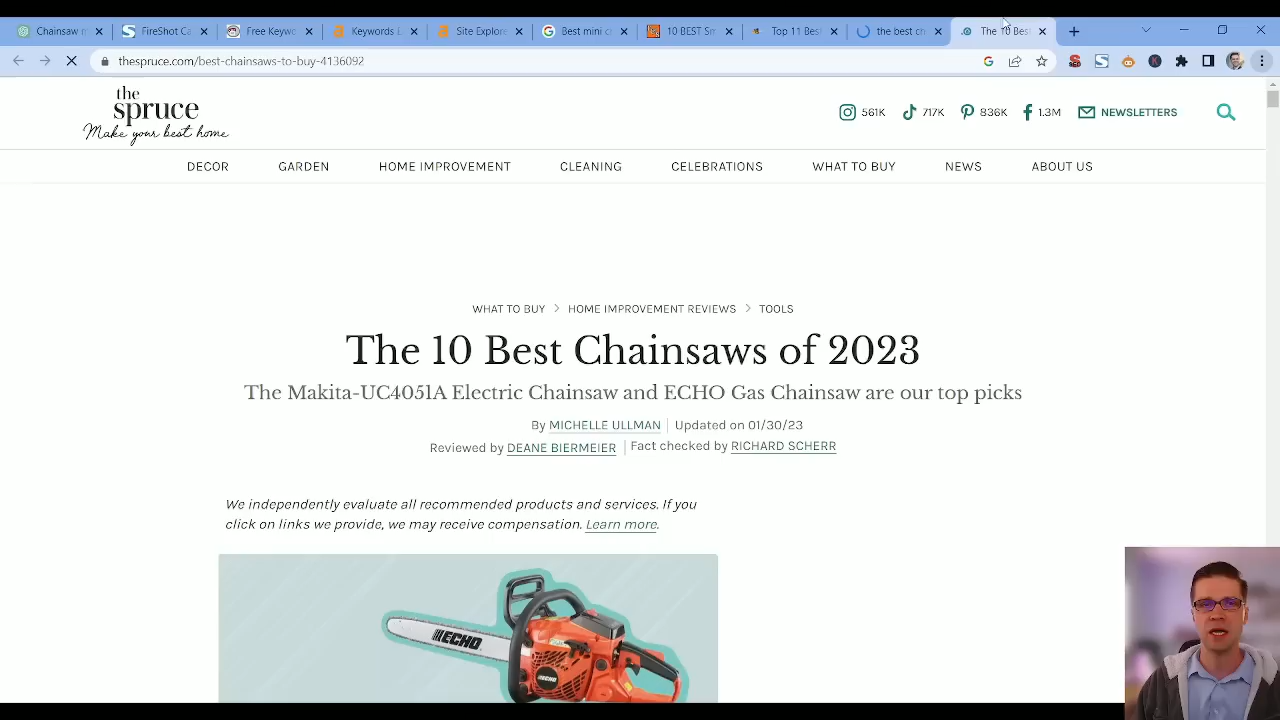 Chainsaw r
FireShot Ca
Free Keywo
Keywords E
Site Explore
Best mini c
10 BEST Sm
Top 11 Best
the best ch
The 10 Best
thespruce.com/best-chainsaws-to-buy-4136092
the
spruce
Make your best home
561K
717K
836K
1.3M
NEWSLETTERS
DECOR
GARDEN
HOME IMPROVEMENT
CLEANING
CELEBRATIONS
WHAT TO BUY
NEWS
ABOUT US
WHAT TO BUY > HOME IMPROVEMENT REVIEWS > TOOLS
The 10 Best Chainsaws of 2023
The Makita-UC4051A Electric Chainsaw and ECHO Gas Chainsaw are our top picks
By MICHELLE ULLMAN | Updated on 01/30/23
Reviewed by DEANE BIERMEIER | Fact checked by RICHARD SCHERR
We independently evaluate all recommended products and services. If you
click on links we provide, we may receive compensation. Learn more.
ECHO
ECHO